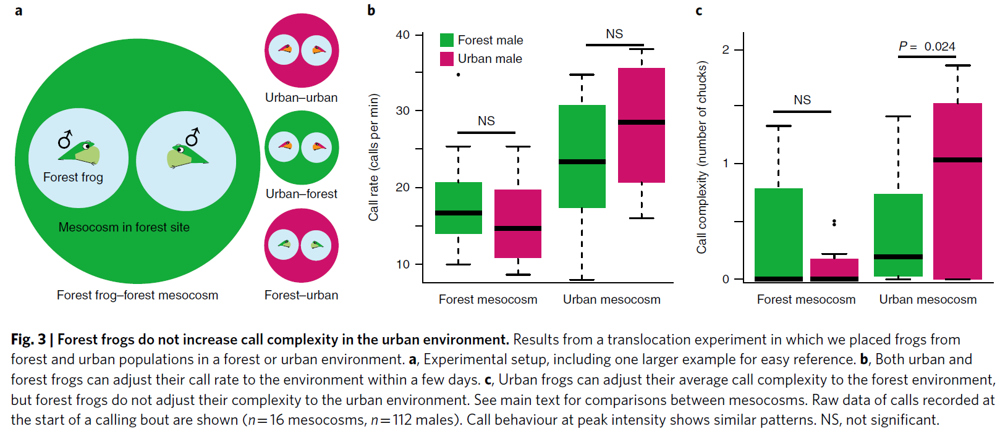 a
Urban–urban
Urban–forest
Forest–urban
♂
♂
Forest frog
Mesocosm in forest site
Forest frog–forest mesocosm
b
Call rate (calls per min)
40
30
20
10
Forest male
Urban male
NS
NS
Forest mesocosm
Urban mesocosm
c
Call complexity (number of chucks)
2
1
0
NS
P = 0.024
Forest mesocosm
Urban mesocosm
Fig. 3 | Forest frogs do not increase call complexity in the urban environment. Results from a translocation experiment in which we placed frogs from
forest and urban populations in a forest or urban environment. a, Experimental setup, including one larger example for easy reference. b, Both urban and
forest frogs can adjust their call rate to the environment within a few days. c, Urban frogs can adjust their average call complexity to the forest environment,
but forest frogs do not adjust their complexity to the urban environment. See main text for comparisons between mesocosms. Raw data of calls recorded at
the start of a calling bout are shown (n = 16 mesocosms, n = 112 males). Call behaviour at peak intensity shows similar patterns. NS, not significant.